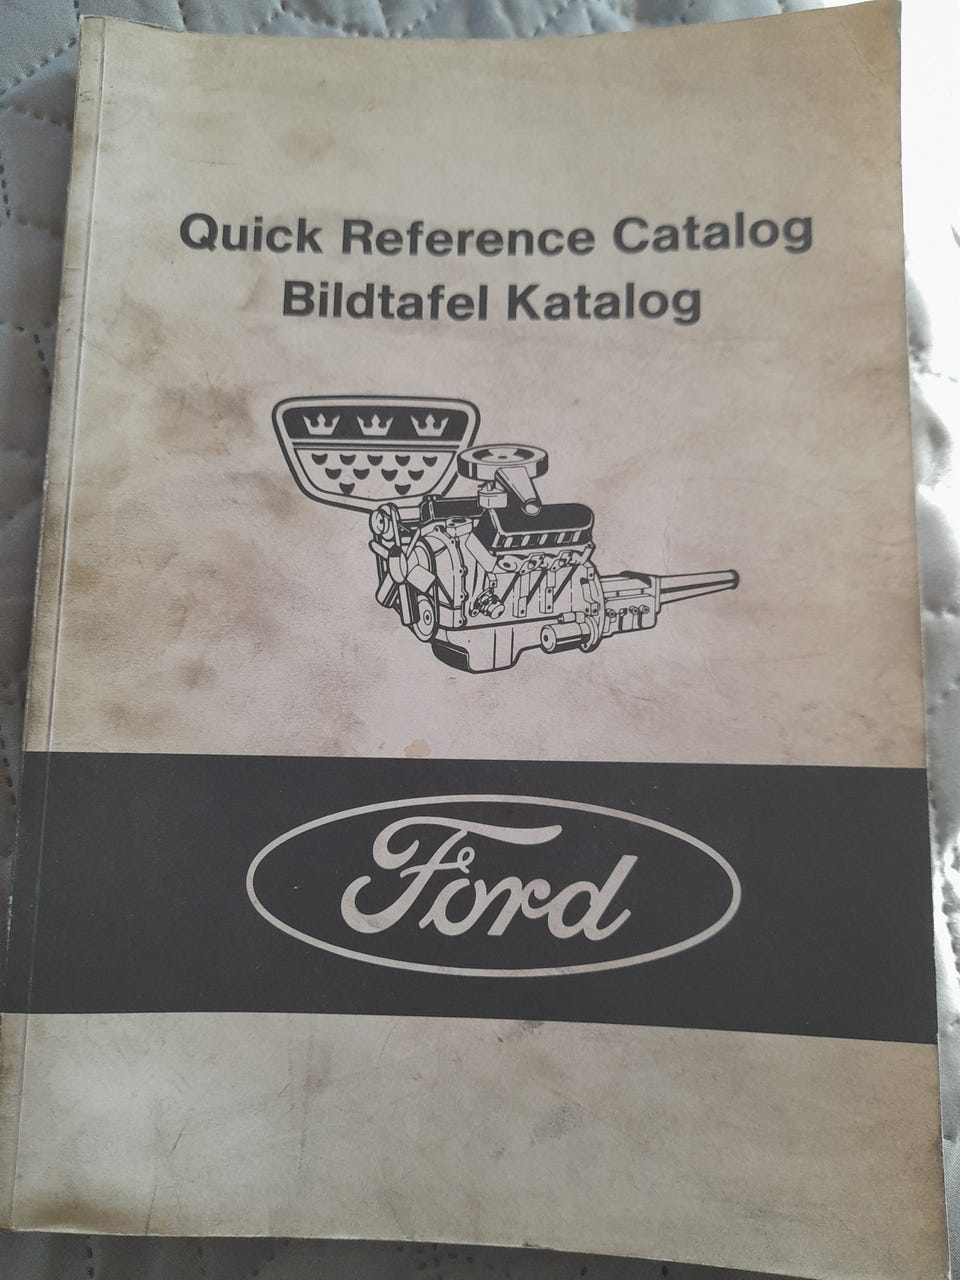 Quick Reference Catalog
Bildtafel Katalog
Ford